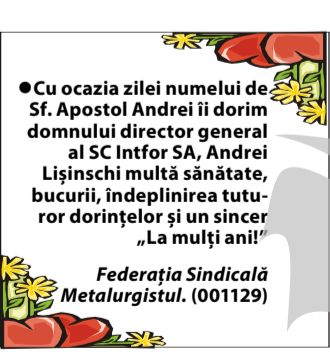 ●Cu ocazia zilei numelui de
Sf. Apostol Andrei îi dorim
domnului director general
al SC Intfor SA, Andrei
Lișinschi multă sănătate,
bucurii, îndeplinirea tutu-
ror dorințelor și un sincer
„La mulți ani!”
Federația Sindicală
Metalurgistul. (001129)